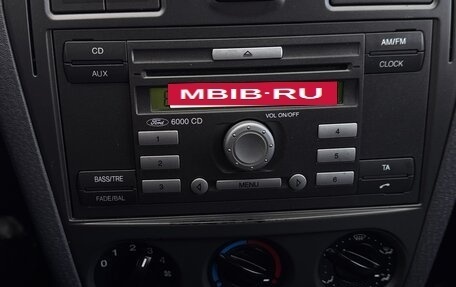 CD
AUX
AM/FM
CLOCK
MBIB-RU
Ford 6000 CD
VOL ON/OFF
1
4
2
5
BASS/TRE
3
6
TA
FADE/BAL
MENU